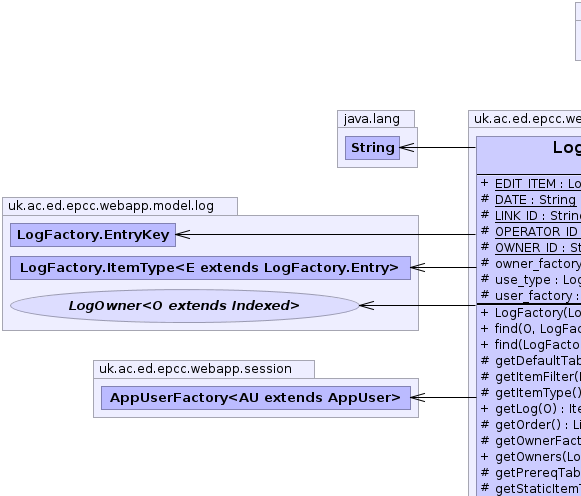 java.lang
String
uk.ac.ed.epcc.we
Log
+ EDIT_ITEM : Lo
# DATE : String
# LINK_ID : String
# OPERATOR_ID
# OWNER_ID : St
# owner_factory
# use_type : Log
# user_factory :
+ LogFactory(Lo
+ find(O, LogFac
+ find(LogFacto
# getDefaultTab
# getItemFilter(
# getItemType()
+ getLog(O) : Ite
# getOrder() : Li
# getOwnerFact
+ getOwners(Lo
# getPrereqTab
# getStaticItem
uk.ac.ed.epcc.webapp.model.log
LogFactory.EntryKey
LogFactory.ItemType<E extends LogFactory.Entry>
LogOwner<O extends Indexed>
uk.ac.ed.epcc.webapp.session
AppUserFactory<AU extends AppUser>